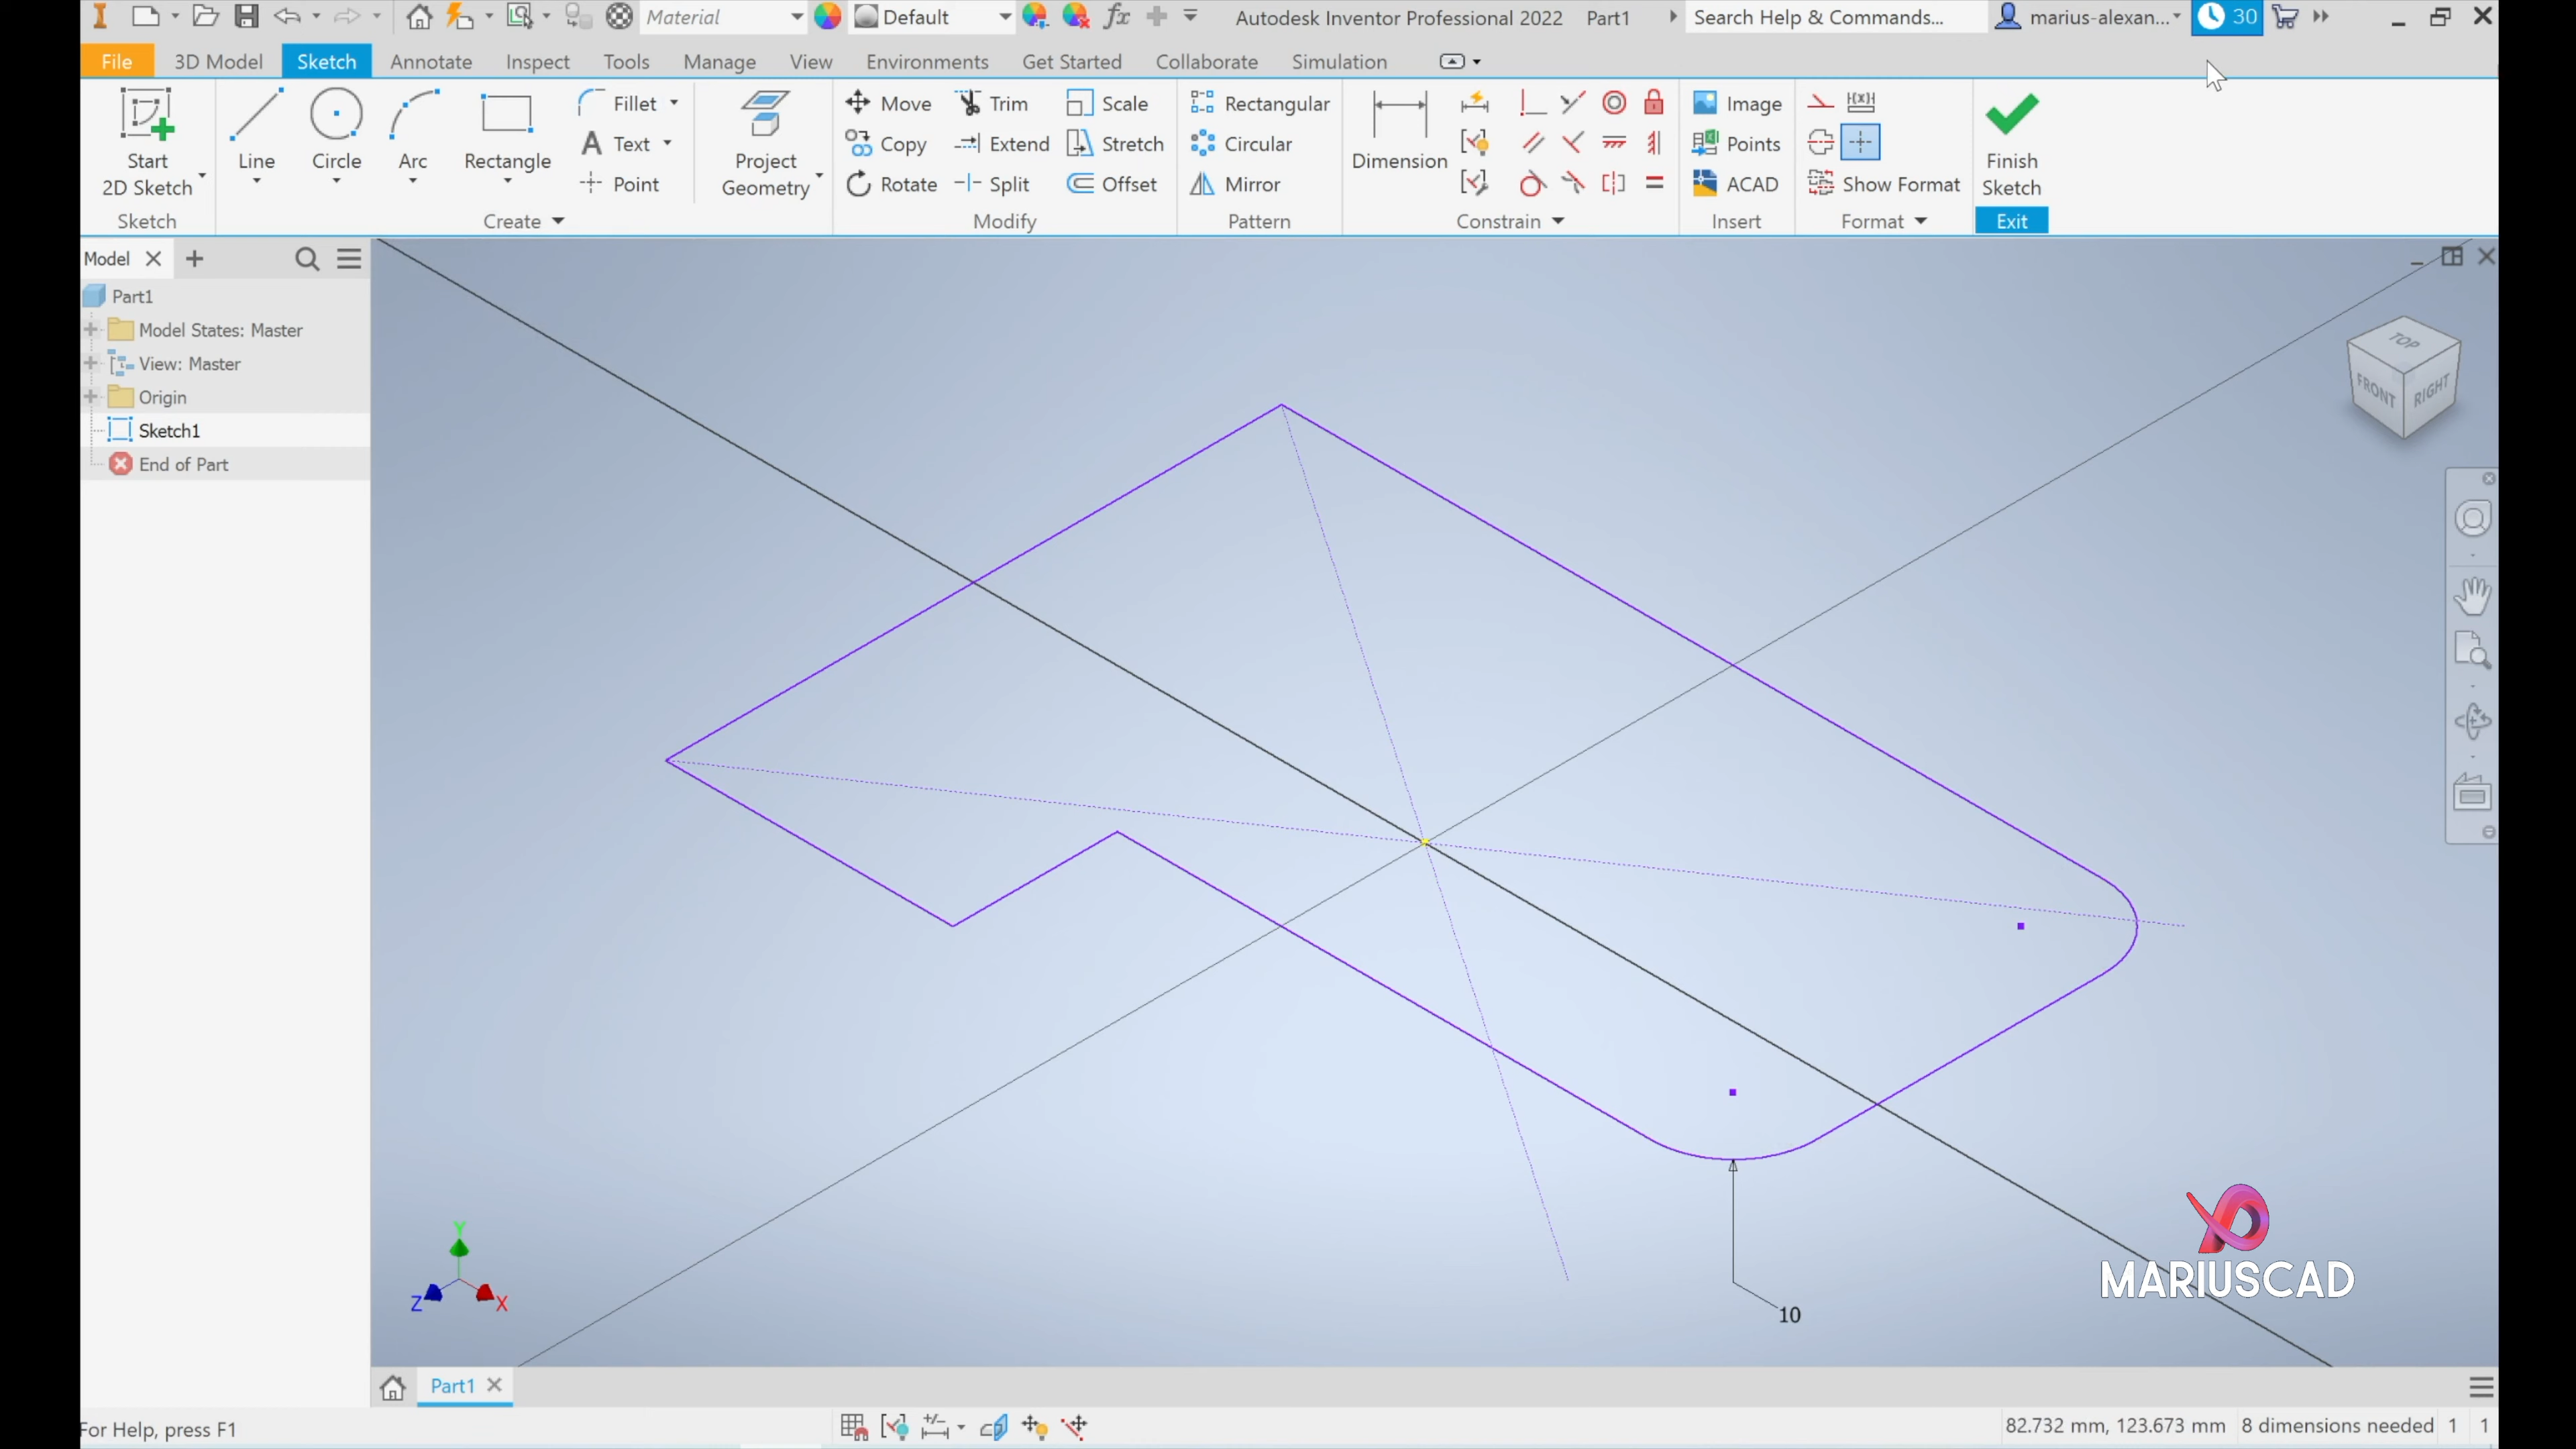 Material
Default
Autodesk Inventor Professional 2022 Part1
Search Help & Commands...
marius-alexan...
30
File 3D Model Sketch Annotate Inspect Tools Manage View Environments Get Started Collaborate Simulation
Start
2D Sketch
Line
Circle
Arc
Rectangle
Fillet
Text
Point
Project
Geometry
Move
Copy
Rotate
Trim
Extend
Split
Scale
Stretch
Offset
Rectangular
Circular
Mirror
Dimension
Image
Points
ACAD
Show Format
Finish
Sketch
Sketch Create Modify Pattern Constrain Insert Format Exit
Model
Part1
Model States: Master
View: Master
Origin
Sketch1
End of Part
TOP
FRONT
RIGHT
10
Y
Z
X
MARIUSCAD
Part1
For Help, press F1
82.732 mm, 123.673 mm 8 dimensions needed 1 1